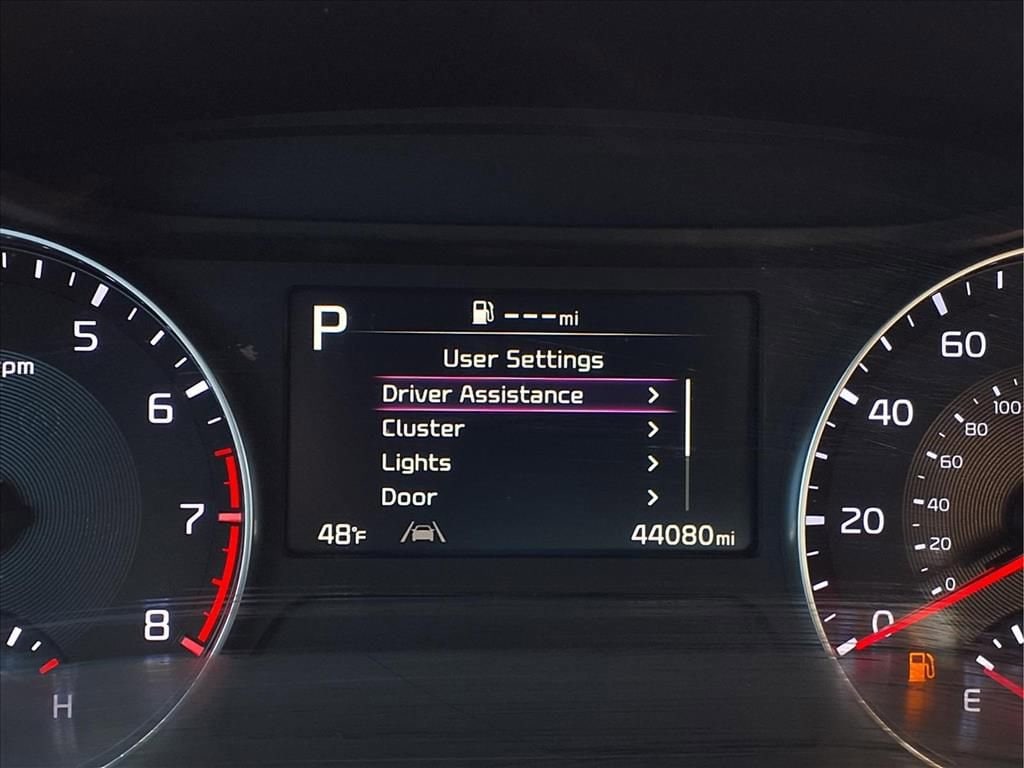 P
---mi
User Settings
Driver Assistance
Cluster
Lights
Door
48°F
44080mi
5
6
7
8
pm
H
60
40
20
0
100
80
60
40
20
0
E